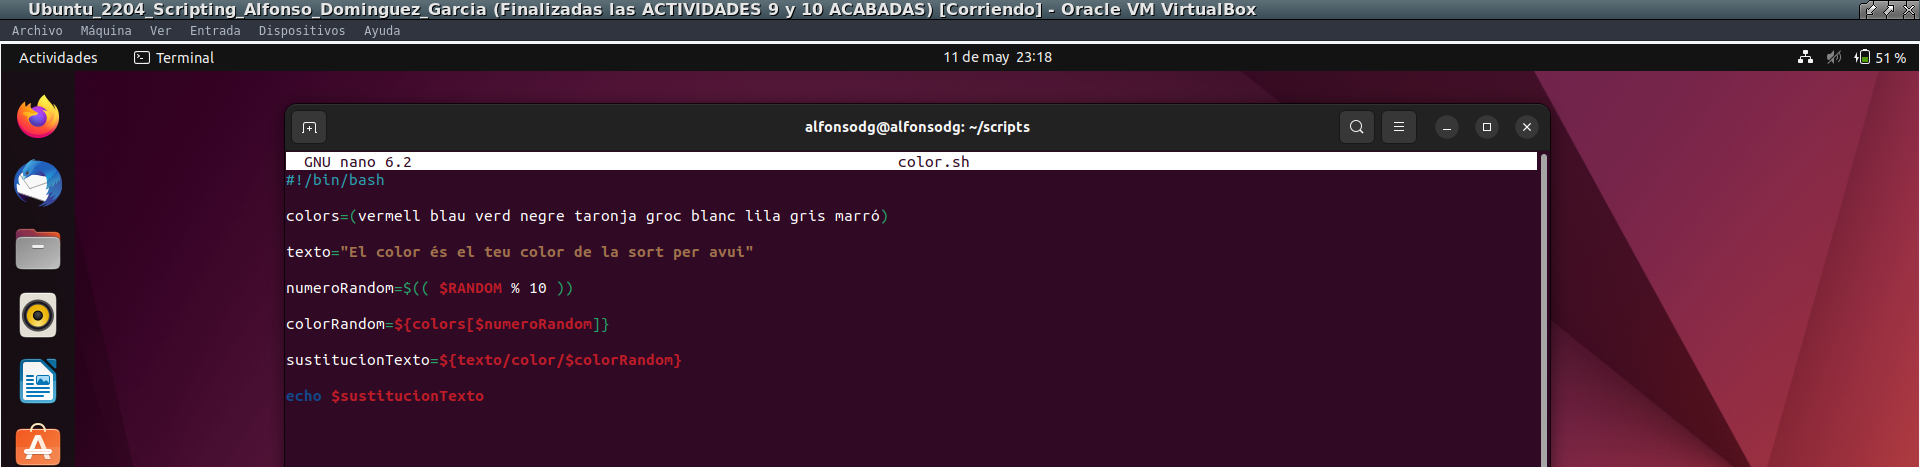 Ubuntu_2204_Scripting_Alfonso_Dominguez_Garcia (Finalizadas las ACTIVIDADES 9 y 10 ACABADAS) [Corriendo] - Oracle VM VirtualBox
Archivo Máquina Ver Entrada Dispositivos Ayuda
Actividades Terminal 11 de may 23:18 51 %
alfonsodg@alfonsodg: ~/scripts
GNU nano 6.2 color.sh
#!/bin/bash
colors=(vermell blau verd negre taronja groc blanc lila gris marró)
texto="El color és el teu color de la sort per avui"
numeroRandom=$(( $RANDOM % 10 ))
colorRandom=${colors[$numeroRandom]}
sustitucionTexto=${texto/color/$colorRandom}
echo $sustitucionTexto